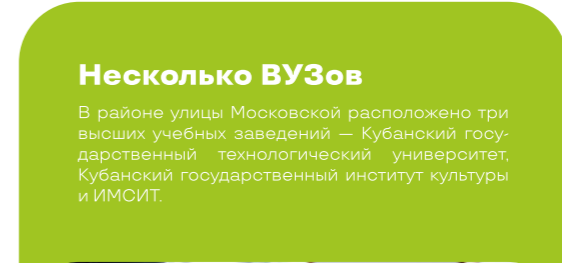 Несколько ВУЗов
В районе улицы Московской расположено три
высших учебных заведений — Кубанский госу-
дарственный технологический университет,
Кубанский государственный институт культуры
и ИМСИТ.